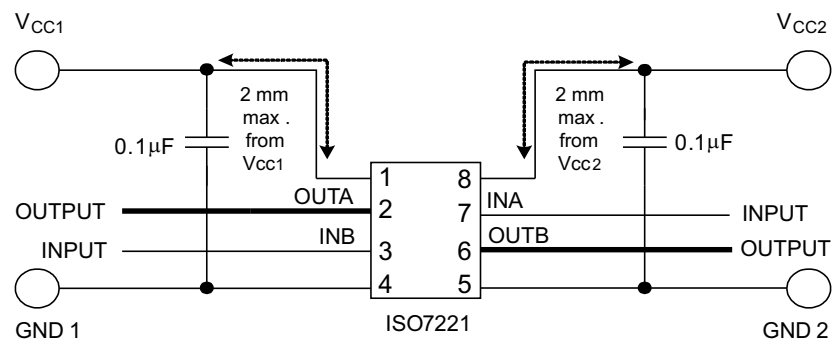 VCC1
VCC2
2 mm
max .
from
VCC1
2 mm
max .
from
VCC2
0.1μF
0.1μF
1
8
OUTA
2
7
INA
OUTPUT
INPUT
INB
3
6
OUTB
INPUT
OUTPUT
4
5
GND 1
ISO7221
GND 2